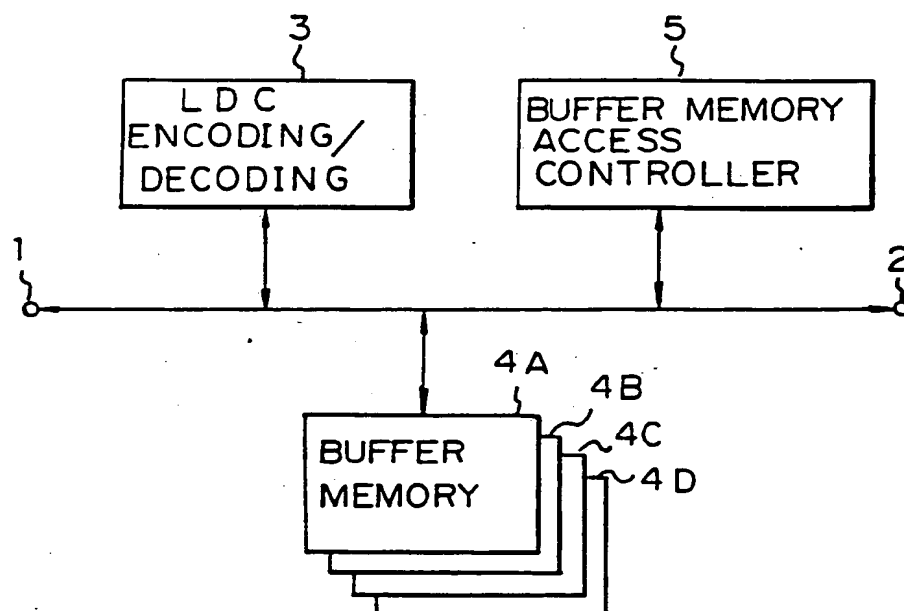 3
5
LDC
ENCODING/
DECODING
BUFFER MEMORY
ACCESS
CONTROLLER
1
2
4A
4B
4C
4D
BUFFER
MEMORY